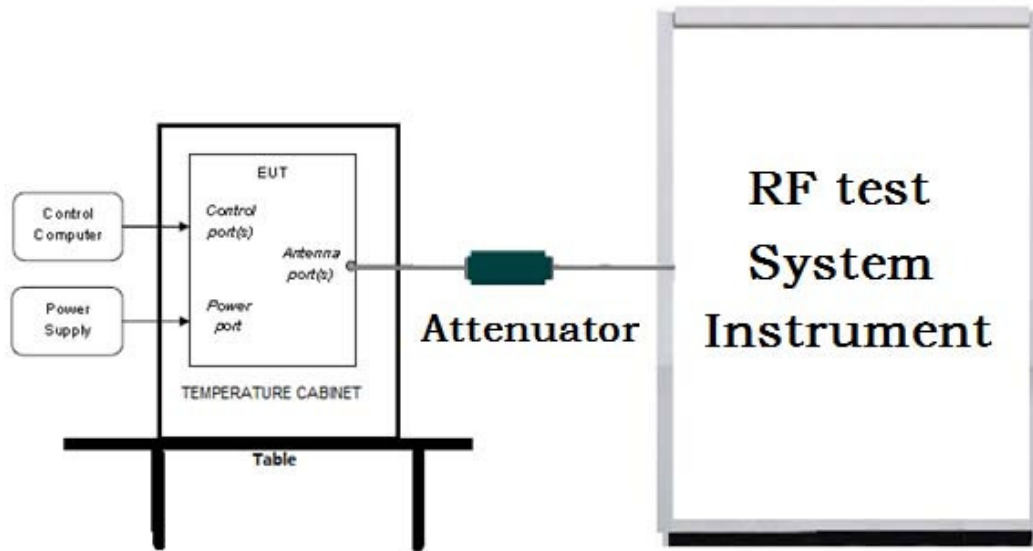 Control
Computer
Power
Supply
EUT
Control
port(s)
Antenna
port(s)
Power
port
TEMPERATURE CABINET
Table
Attenuator
RF test
System
Instrument